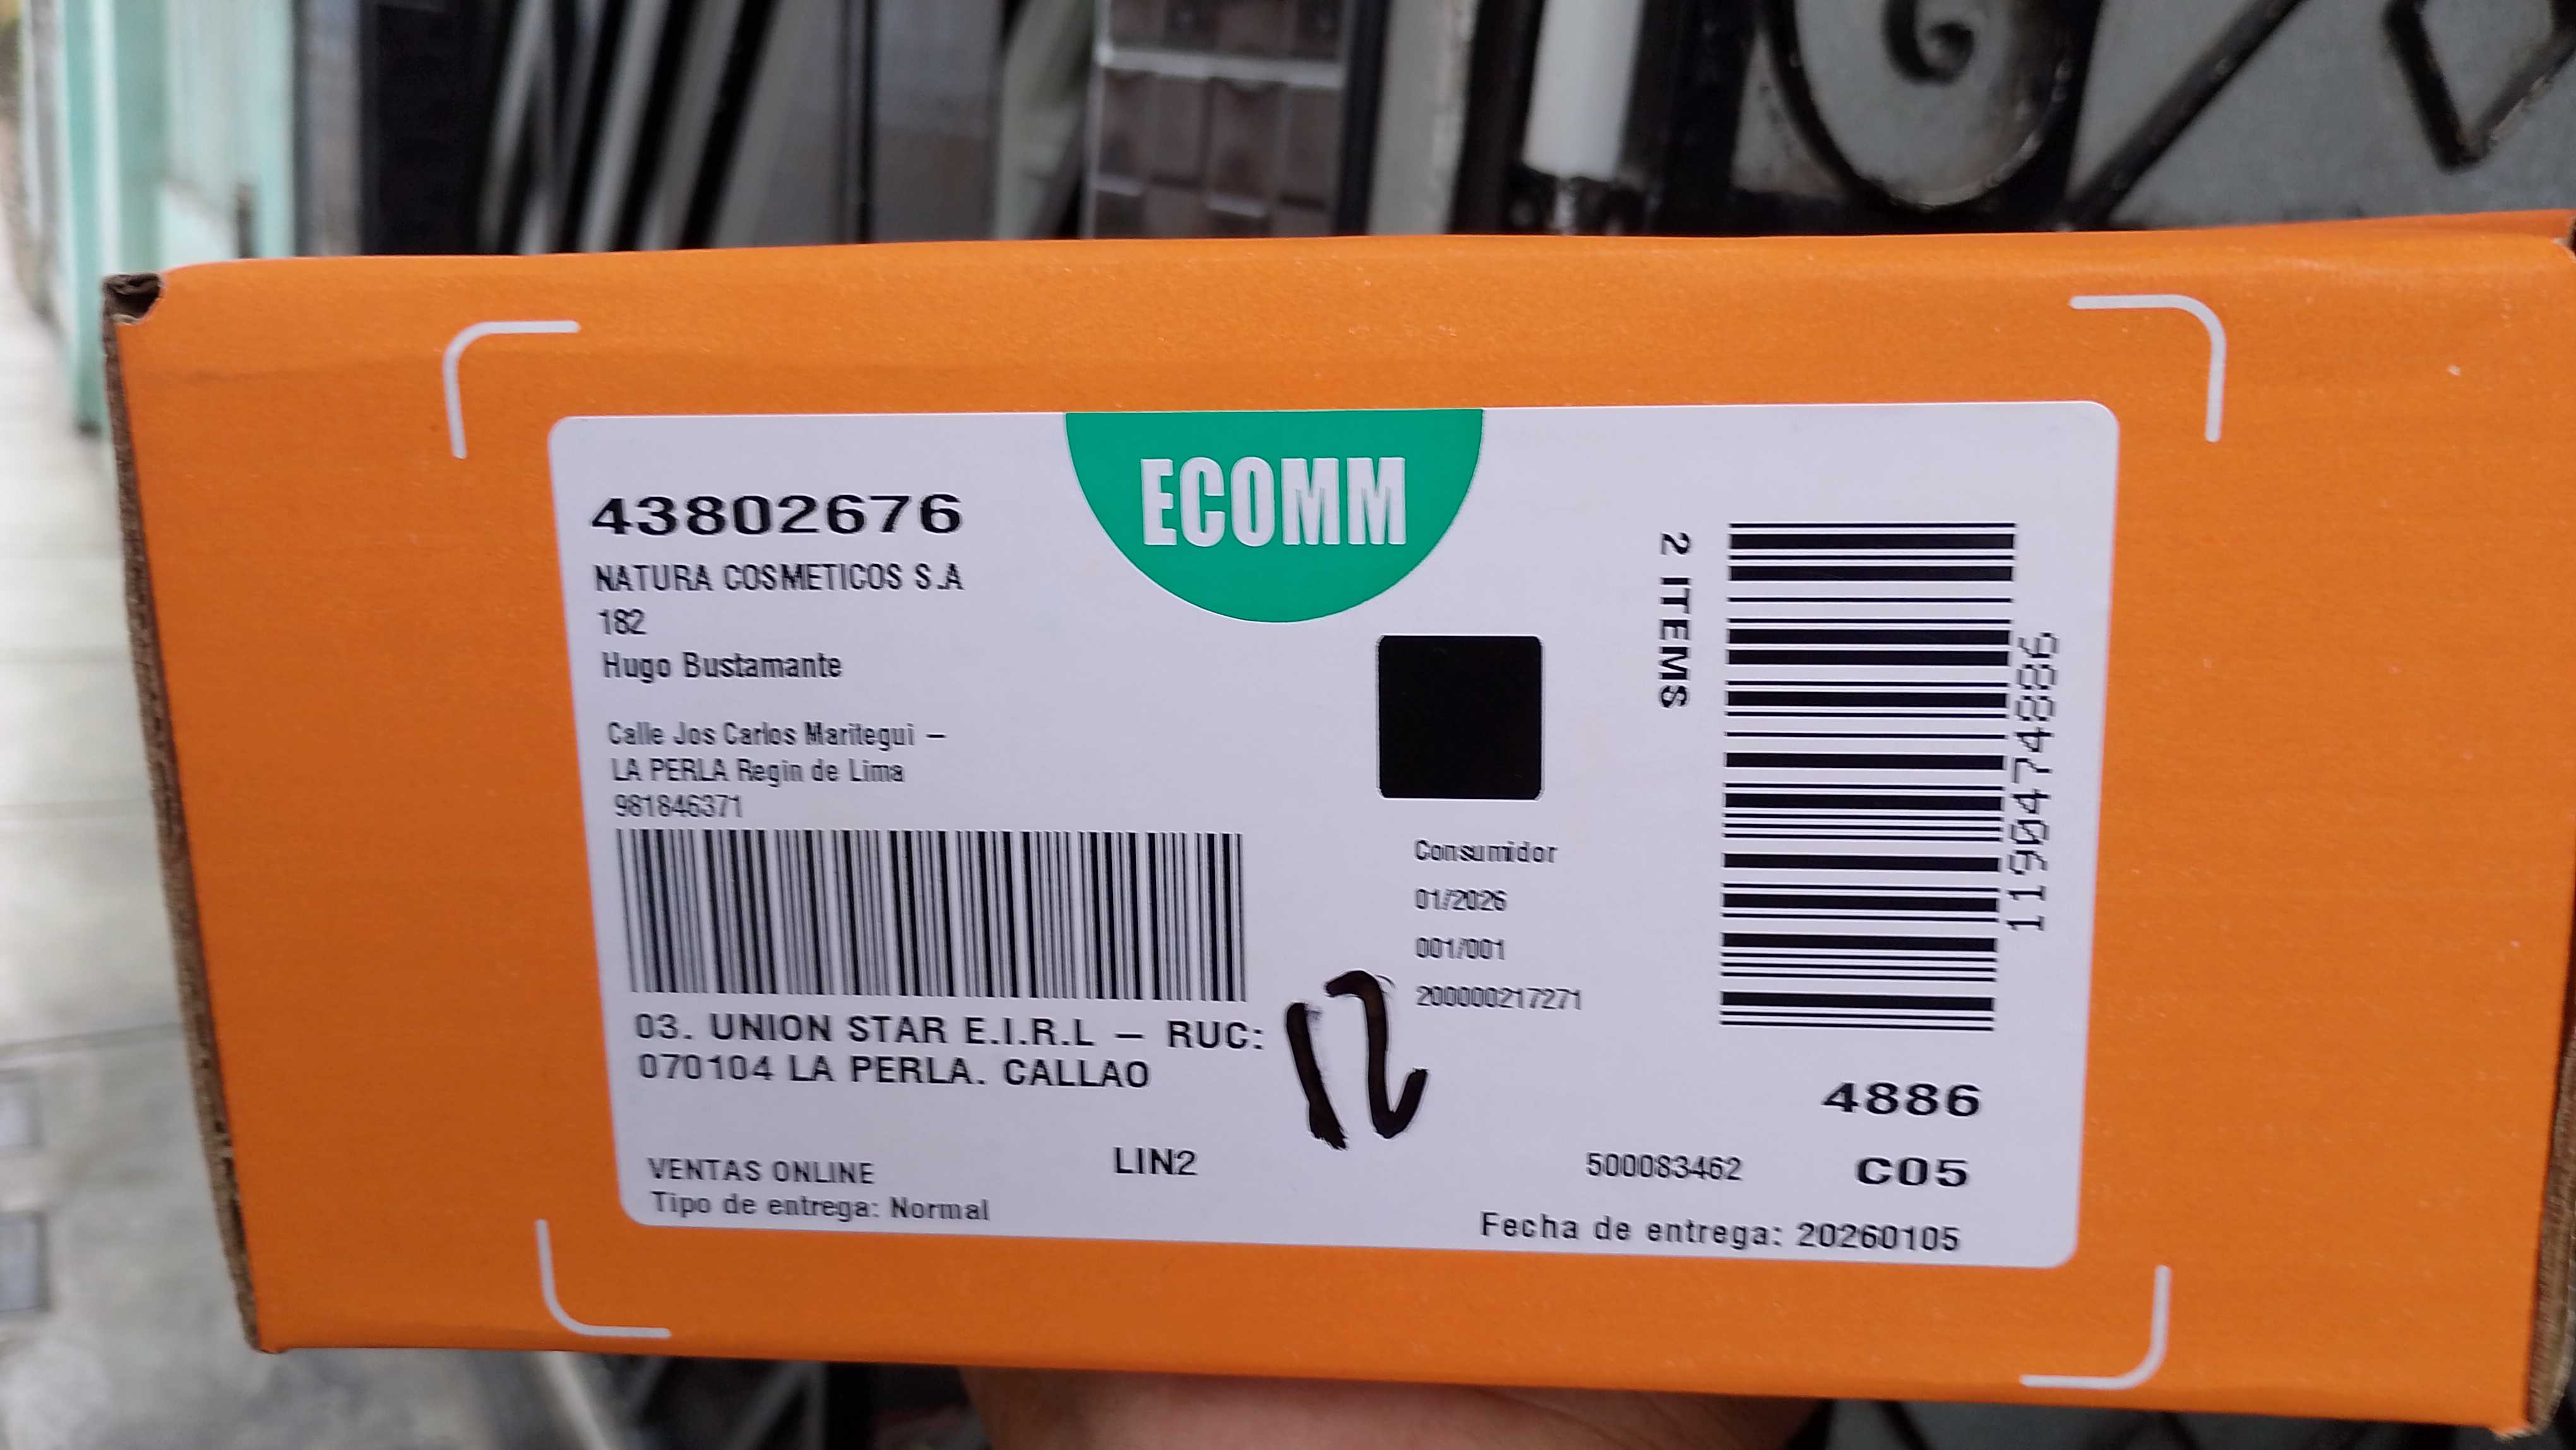 ECOMM
43802676
NATURA COSMETICOS S.A
182
Hugo Bustamante
Calle Jos Carlos Maritegui –
LA PERLA Regin de Lima
981846371
2 ITEMS
1190474886
Consumidor
01/2026
001/001
200000217271
03. UNION STAR E.I.R.L – RUC:
070104 LA PERLA. CALLAO
12
4886
VENTAS ONLINE
LIN2
500083462
C05
Tipo de entrega: Normal
Fecha de entrega: 20260105